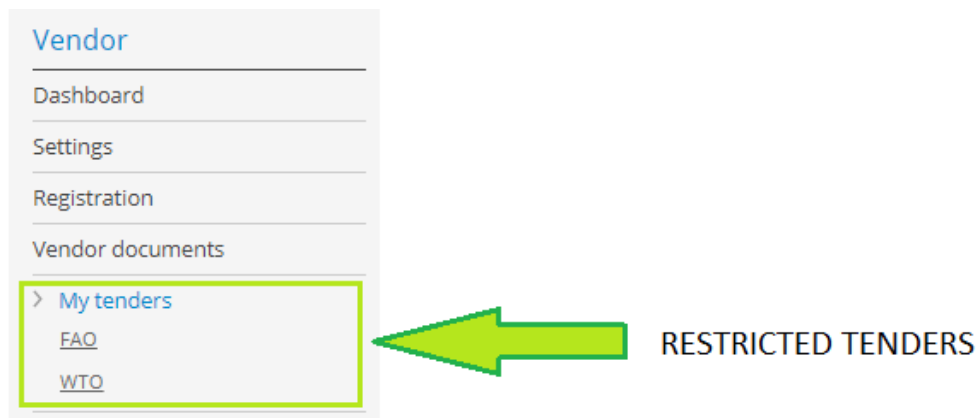 Vendor
Dashboard
Settings
Registration
Vendor documents
My tenders
FAO
WTO
RESTRICTED TENDERS